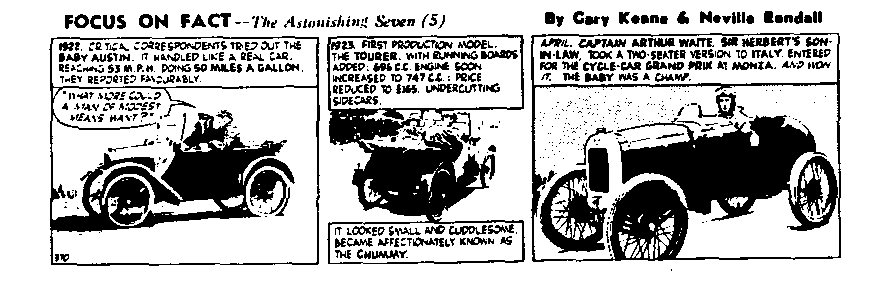 FOCUS ON FACT--The Astonishing Seven (5)
By Gary Keane & Neville Randall
1922. CRITICAL CORRESPONDENTS TRIED OUT THE
BABY AUSTIN. IT HANDLED LIKE A REAL CAR.
REACHING 53 M.P.H. DOING 50 MILES A GALLON.
THEY REPORTED FAVOURABLY.
"WHAT MORE COULD
A MAN OF MODEST
MEANS WANT?"
370
1923. FIRST PRODUCTION MODEL.
THE TOURER, WITH RUNNING BOARDS
ADDED; 696 C.C. ENGINE SOON
INCREASED TO 747 C.C.: PRICE
REDUCED TO £165. UNDERCUTTING
SIDECARS.
IT LOOKED SMALL AND CUDDLESOME,
BECAME AFFECTIONATELY KNOWN AS
THE CHUMMY.
APRIL. CAPTAIN ARTHUR WAITE, SIR HERBERT'S SON-
IN-LAW, TOOK A TWO-SEATER VERSION TO ITALY. ENTERED
FOR THE CYCLE-CAR GRAND PRIX AT MONZA. AND WON
IT. THE BABY WAS A CHAMP.